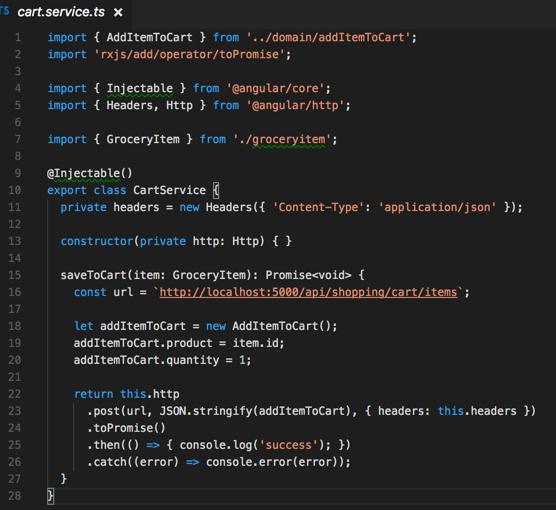 TS cart.service.ts ×
1 import { AddItemToCart } from '../domain/addItemToCart';
2 import 'rxjs/add/operator/toPromise';
3
4 import { Injectable } from '@angular/core';
5 import { Headers, Http } from '@angular/http';
6
7 import { GroceryItem } from './groceryitem';
8
9 @Injectable()
10 export class CartService {
11   private headers = new Headers({ 'Content-Type': 'application/json' });
12
13   constructor(private http: Http) { }
14
15   saveToCart(item: GroceryItem): Promise<void> {
16     const url = `http://localhost:5000/api/shopping/cart/items`;
17
18     let addItemToCart = new AddItemToCart();
19     addItemToCart.product = item.id;
20     addItemToCart.quantity = 1;
21
22     return this.http
23       .post(url, JSON.stringify(addItemToCart), { headers: this.headers })
24       .toPromise()
25       .then(() => { console.log('success'); })
26       .catch((error) => console.error(error));
27   }
28 }